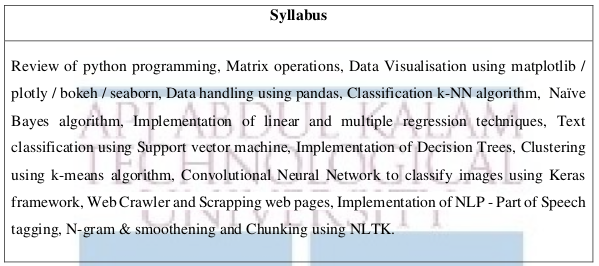 Syllabus
Review of python programming, Matrix operations, Data Visualisation using matplotlib /
plotly / bokeh / seaborn, Data handling using pandas, Classification k-NN algorithm, Naïve
Bayes algorithm, Implementation of linear and multiple regression techniques, Text
classification using Support vector machine, Implementation of Decision Trees, Clustering
using k-means algorithm, Convolutional Neural Network to classify images using Keras
framework, Web Crawler and Scrapping web pages, Implementation of NLP - Part of Speech
tagging, N-gram & smoothening and Chunking using NLTK.
API ABDUL KALAM
TECHNOLOGICAL
UNIVERSITY